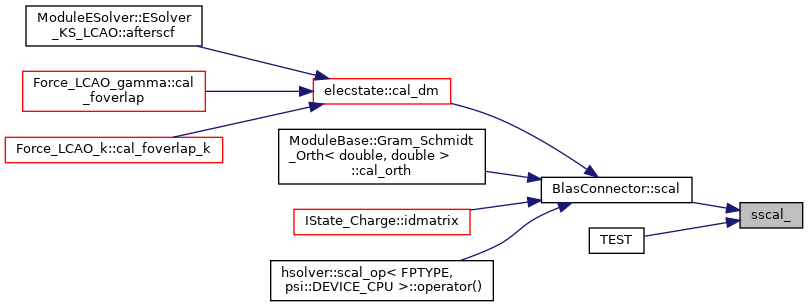 ModuleESolver::ESolver
_KS_LCAO::afterscf
Force_LCAO_gamma::cal
_foverlap
elecstate::cal_dm
Force_LCAO_k::cal_foverlap_k
ModuleBase::Gram_Schmidt
_Orth< double, double >
::cal_orth
BlasConnector::scal
sscal_
IState_Charge::idmatrix
TEST
hsolver::scal_op< FPTYPE,
psi::DEVICE_CPU >::operator()